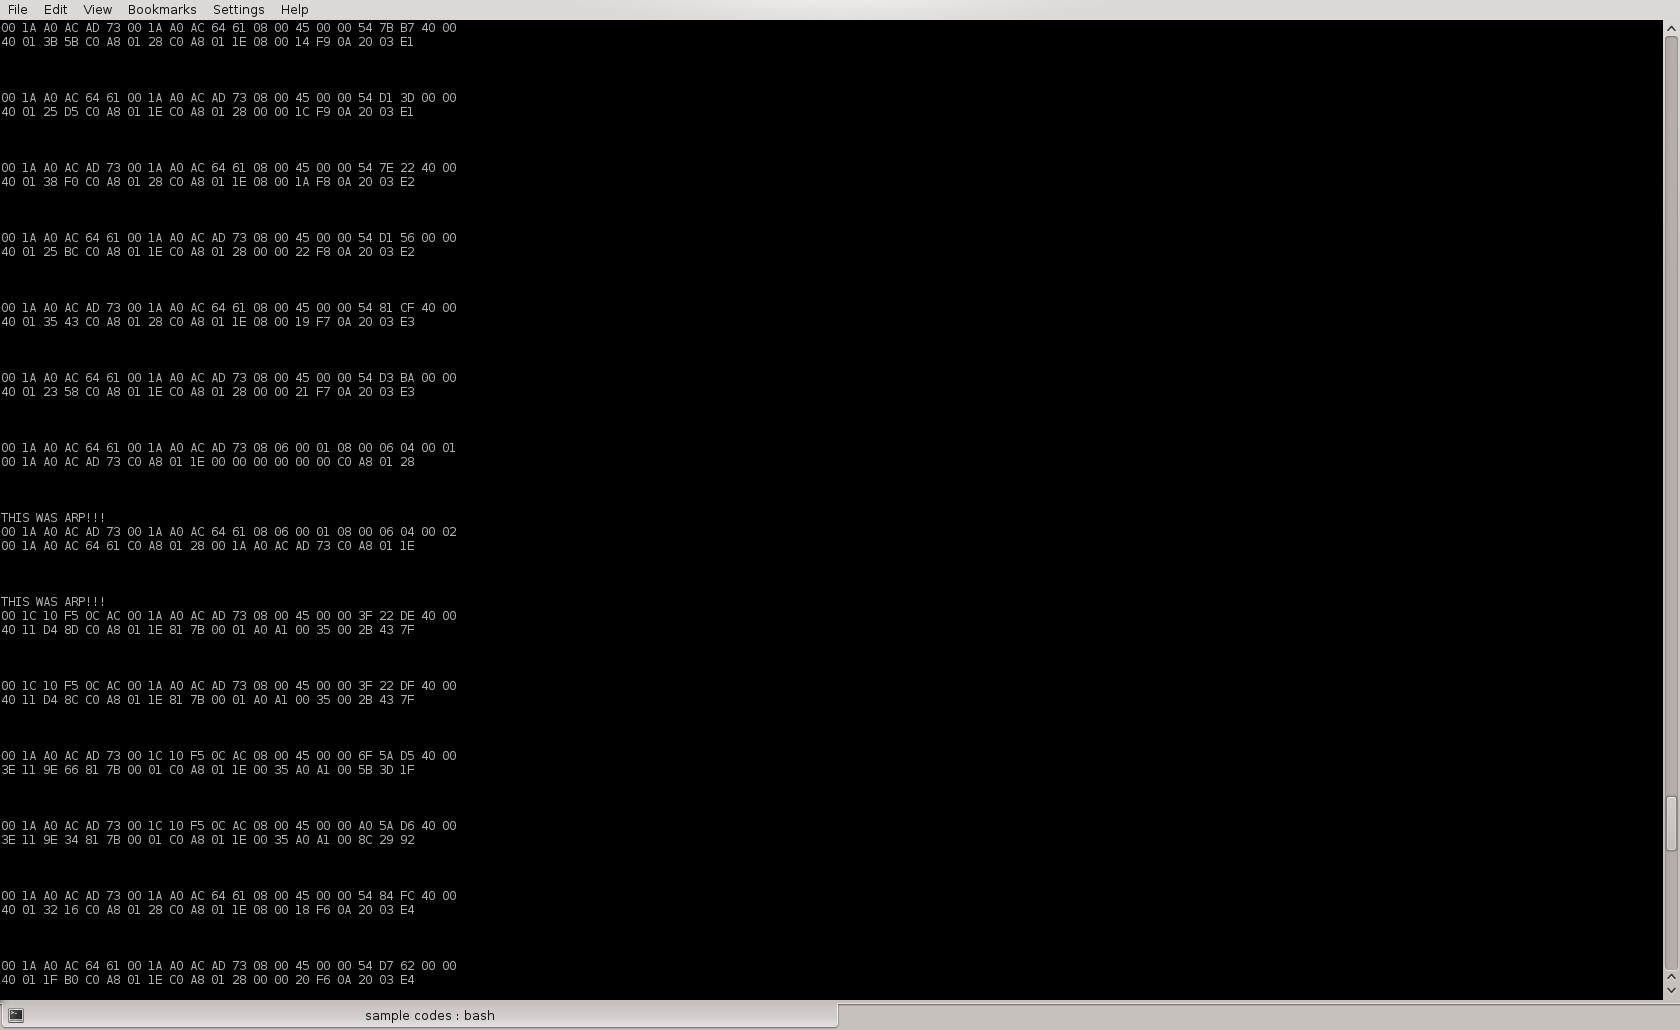 File Edit View Bookmarks Settings Help
00 1A A0 AC AD 73 00 1A A0 AC 64 61 08 00 45 00 00 54 7B B7 40 00
40 01 3B 5B C0 A8 01 28 C0 A8 01 1E 08 00 14 F9 0A 20 03 E1
00 1A A0 AC 64 61 00 1A A0 AC AD 73 08 00 45 00 00 54 D1 3D 00 00
40 01 25 D5 C0 A8 01 1E C0 A8 01 28 00 00 1C F9 0A 20 03 E1
00 1A A0 AC AD 73 00 1A A0 AC 64 61 08 00 45 00 00 54 7E 22 40 00
40 01 38 F0 C0 A8 01 28 C0 A8 01 1E 08 00 1A F8 0A 20 03 E2
00 1A A0 AC 64 61 00 1A A0 AC AD 73 08 00 45 00 00 54 D1 56 00 00
40 01 25 BC C0 A8 01 1E C0 A8 01 28 00 00 22 F8 0A 20 03 E2
00 1A A0 AC AD 73 00 1A A0 AC 64 61 08 00 45 00 00 54 81 CF 40 00
40 01 35 43 C0 A8 01 28 C0 A8 01 1E 08 00 19 F7 0A 20 03 E3
00 1A A0 AC 64 61 00 1A A0 AC AD 73 08 00 45 00 00 54 D3 BA 00 00
40 01 23 58 C0 A8 01 1E C0 A8 01 28 00 00 21 F7 0A 20 03 E3
00 1A A0 AC 64 61 00 1A A0 AC AD 73 08 06 00 01 08 00 06 04 00 01
00 1A A0 AC AD 73 C0 A8 01 1E 00 00 00 00 00 00 C0 A8 01 28
THIS WAS ARP!!!
00 1A A0 AC AD 73 00 1A A0 AC 64 61 08 06 00 01 08 00 06 04 00 02
00 1A A0 AC 64 61 C0 A8 01 28 00 1A A0 AC AD 73 C0 A8 01 1E
THIS WAS ARP!!!
00 1C 10 F5 0C AC 00 1A A0 AC AD 73 08 00 45 00 00 3F 22 DE 40 00
40 11 D4 8D C0 A8 01 1E 81 7B 00 01 A0 A1 00 35 00 2B 43 7F
00 1C 10 F5 0C AC 00 1A A0 AC AD 73 08 00 45 00 00 3F 22 DF 40 00
40 11 D4 8C C0 A8 01 1E 81 7B 00 01 A0 A1 00 35 00 2B 43 7F
00 1A A0 AC AD 73 00 1C 10 F5 0C AC 08 00 45 00 00 6F 5A D5 40 00
3E 11 9E 66 81 7B 00 01 C0 A8 01 1E 00 35 A0 A1 00 5B 3D 1F
00 1A A0 AC AD 73 00 1C 10 F5 0C AC 08 00 45 00 00 A0 5A D6 40 00
3E 11 9E 34 81 7B 00 01 C0 A8 01 1E 00 35 A0 A1 00 8C 29 92
00 1A A0 AC AD 73 00 1A A0 AC 64 61 08 00 45 00 00 54 84 FC 40 00
40 01 32 16 C0 A8 01 28 C0 A8 01 1E 08 00 18 F6 0A 20 03 E4
00 1A A0 AC 64 61 00 1A A0 AC AD 73 08 00 45 00 00 54 D7 62 00 00
40 01 1F B0 C0 A8 01 1E C0 A8 01 28 00 00 20 F6 0A 20 03 E4
sample codes : bash